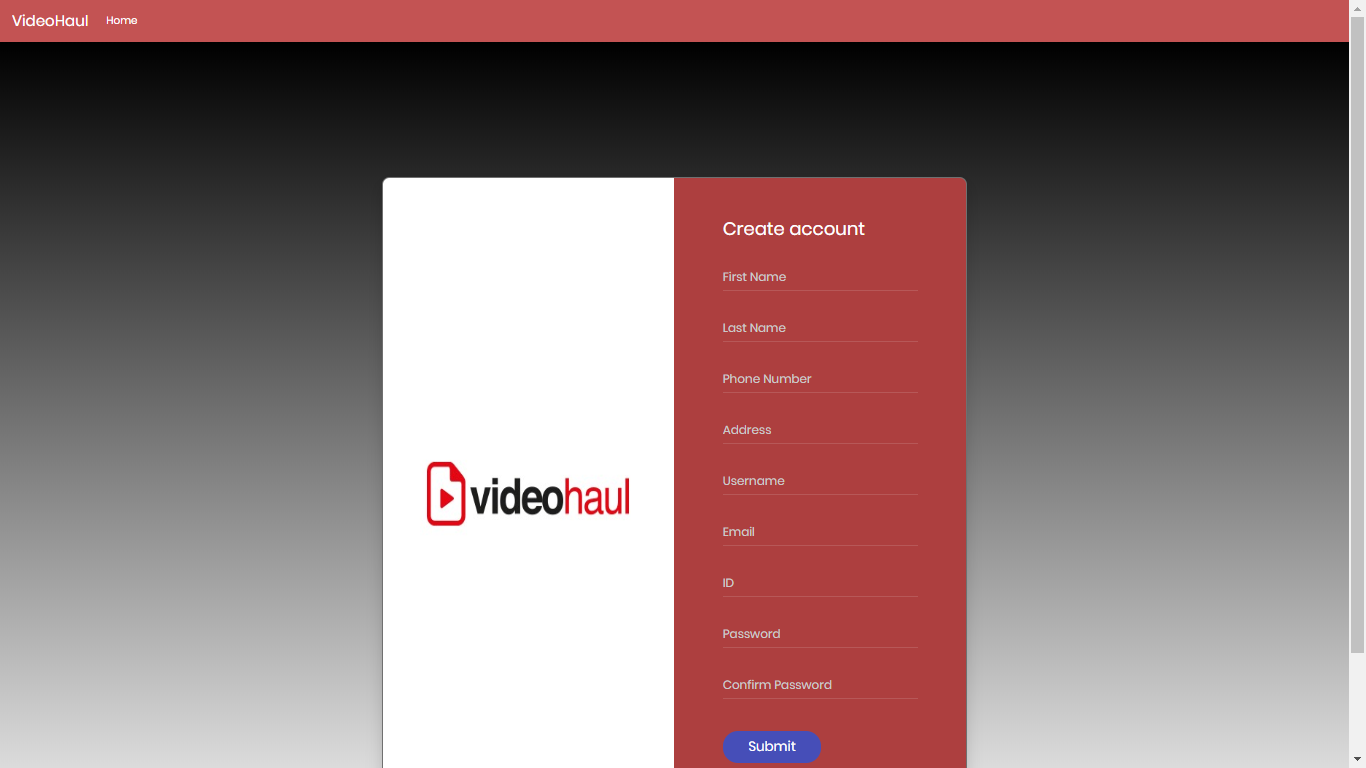 VideoHaul Home
videohaul
Create account
First Name
Last Name
Phone Number
Address
Username
Email
ID
Password
Confirm Password
Submit